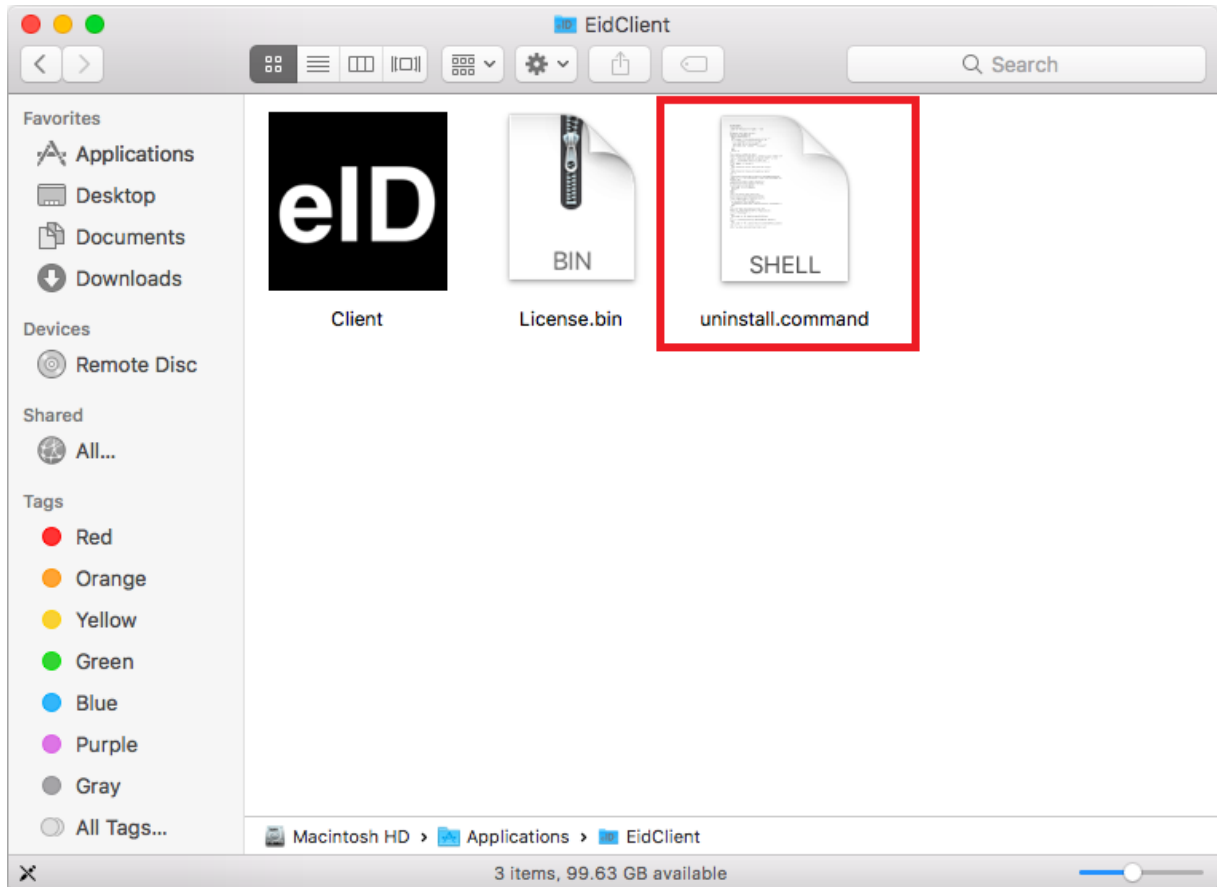 EidClient
Search
Favorites
Applications
Desktop
Documents
Downloads
Devices
Remote Disc
Shared
All...
Tags
Red
Orange
Yellow
Green
Blue
Purple
Gray
All Tags...
eID
BIN
SHELL
Client
License.bin
uninstall.command
Macintosh HD › Applications › EidClient
3 items, 99.63 GB available